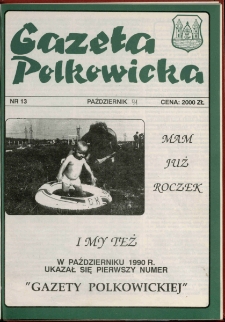 Gazeta
Polkowicka
NR 13
PAŹDZIERNIK
CENA: 2000 ZŁ
MAM
JUŻ
ROCZEK
I MY TEŻ
W PAŹDZIERNIKU 1990 R.
UKAZAŁ SIĘ PIERWSZY NUMER
"GAZETY POLKOWICKIEJ"